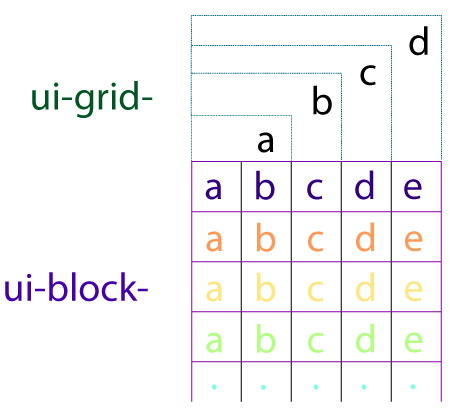 d
c
ui-grid-
b
a
a b c d e
a b c d e
ui-block-
a b c d e
a b c d e
. . . . .